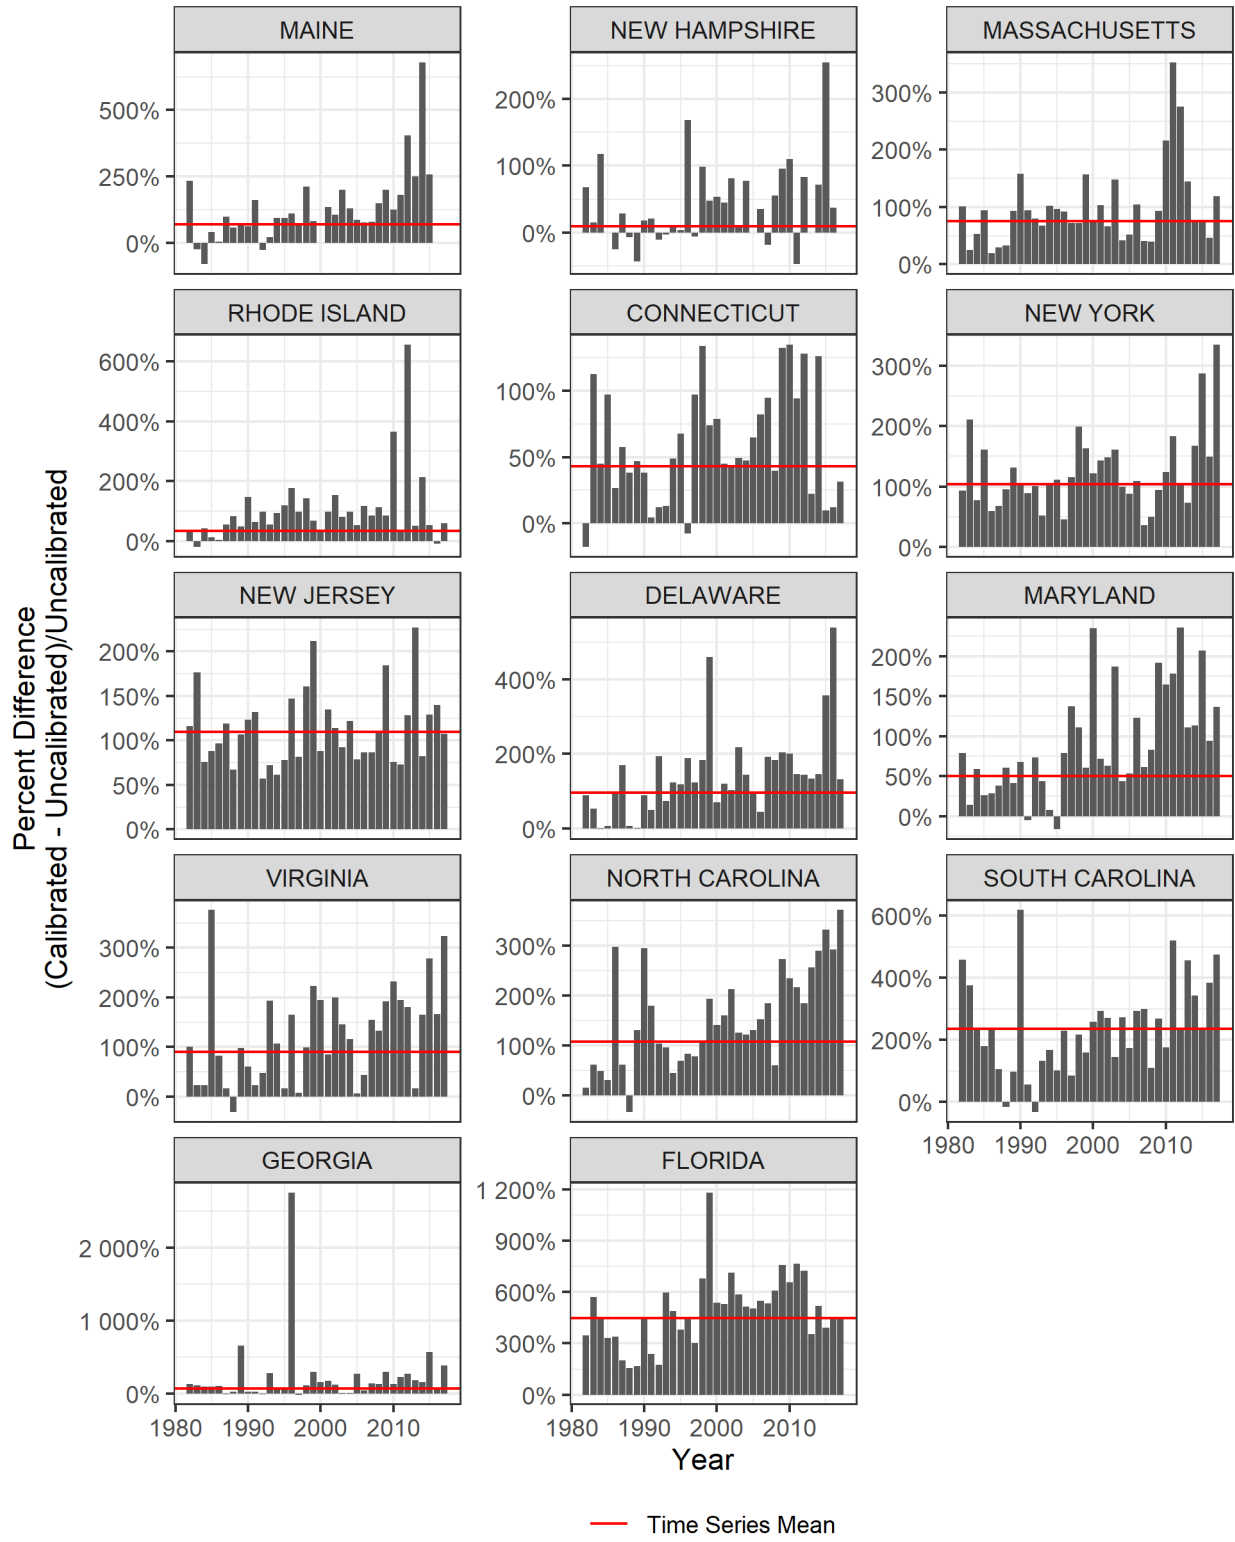 Percent Difference
(Calibrated - Uncalibrated)/Uncalibrated
MAINE
500%
250%
0%
NEW HAMPSHIRE
200%
100%
0%
MASSACHUSETTS
300%
200%
100%
0%
RHODE ISLAND
600%
400%
200%
0%
CONNECTICUT
100%
50%
0%
NEW YORK
300%
200%
100%
0%
NEW JERSEY
200%
150%
100%
50%
0%
DELAWARE
400%
200%
0%
MARYLAND
200%
150%
100%
50%
0%
VIRGINIA
300%
200%
100%
0%
NORTH CAROLINA
300%
200%
100%
0%
SOUTH CAROLINA
600%
400%
200%
0%
1980 1990 2000 2010
GEORGIA
2 000%
1 000%
0%
1980 1990 2000 2010
FLORIDA
1 200%
900%
600%
300%
0%
1980 1990 2000 2010
Year
Time Series Mean